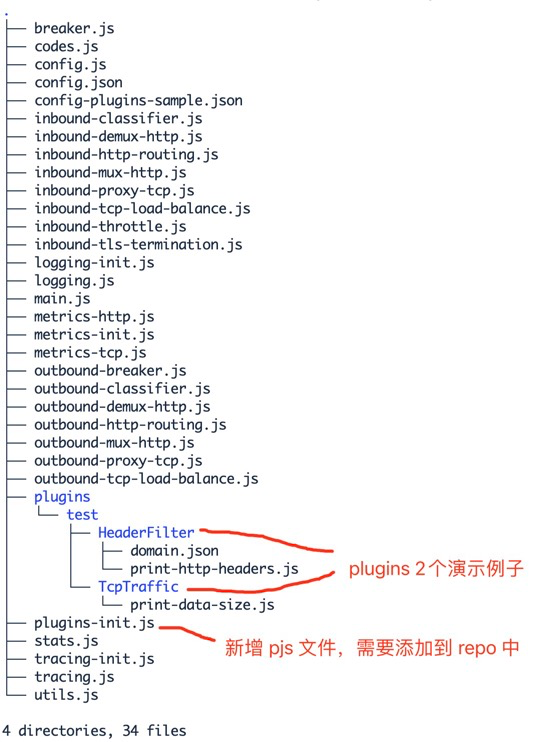 .
├── breaker.js
├── codes.js
├── config.js
├── config.json
├── config-plugins-sample.json
├── inbound-classifier.js
├── inbound-demux-http.js
├── inbound-http-routing.js
├── inbound-mux-http.js
├── inbound-proxy-tcp.js
├── inbound-tcp-load-balance.js
├── inbound-throttle.js
├── inbound-tls-termination.js
├── logging-init.js
├── logging.js
├── main.js
├── metrics-http.js
├── metrics-init.js
├── metrics-tcp.js
├── outbound-breaker.js
├── outbound-classifier.js
├── outbound-demux-http.js
├── outbound-http-routing.js
├── outbound-mux-http.js
├── outbound-proxy-tcp.js
├── outbound-tcp-load-balance.js
├── plugins
│   └── test
│       ├── HeaderFilter
│       │   ├── domain.json
│       │   └── print-http-headers.js
plugins 2个演示例子
│       └── TcpTraffic
│           └── print-data-size.js
├── plugins-init.js
新增 pjs 文件，需要添加到 repo 中
├── stats.js
├── tracing-init.js
├── tracing.js
└── utils.js
4 directories, 34 files